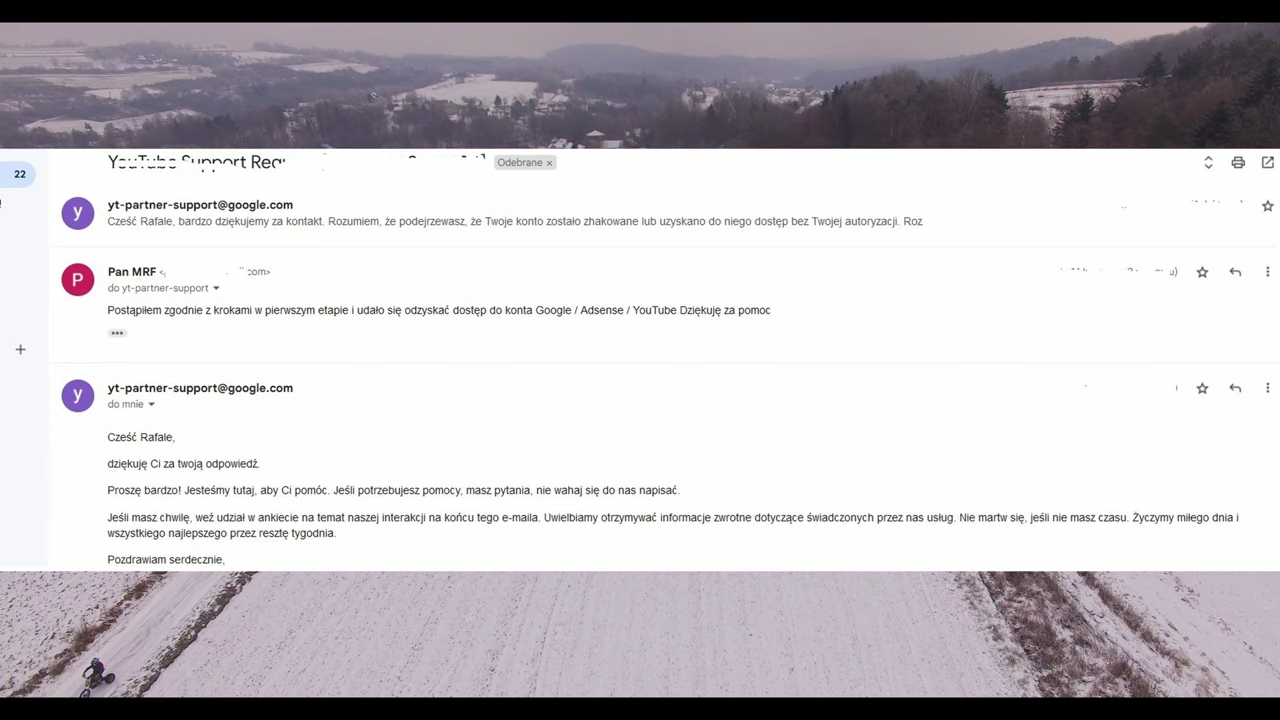 22
YouTube Support
Odebrane ×
yt-partner-support@google.com
Cześć Rafale, bardzo dziękujemy za kontakt. Rozumiem, że podejrzewasz, że Twoje konto zostało zhakowane lub uzyskano do niego dostęp bez Twojej autoryzacji. Roz
P
Pan MRF
do yt-partner-support
Postąpiłem zgodnie z krokami w pierwszym etapie i udało się odzyskać dostęp do konta Google / Adsense / YouTube Dziękuję za pomoc
y
yt-partner-support@google.com
do mnie
Cześć Rafale,
dziękuję Ci za twoją odpowiedź.
Proszę bardzo! Jesteśmy tutaj, aby Ci pomóc. Jeśli potrzebujesz pomocy, masz pytania, nie wahaj się do nas napisać.
Jeśli masz chwilę, weź udział w ankiecie na temat naszej interakcji na końcu tego e-maila. Uwielbiamy otrzymywać informacje zwrotne dotyczące świadczonych przez nas usług. Nie martw się, jeśli nie masz czasu. Życzymy miłego dnia i
wszystkiego najlepszego przez resztę tygodnia.
Pozdrawiam serdecznie,